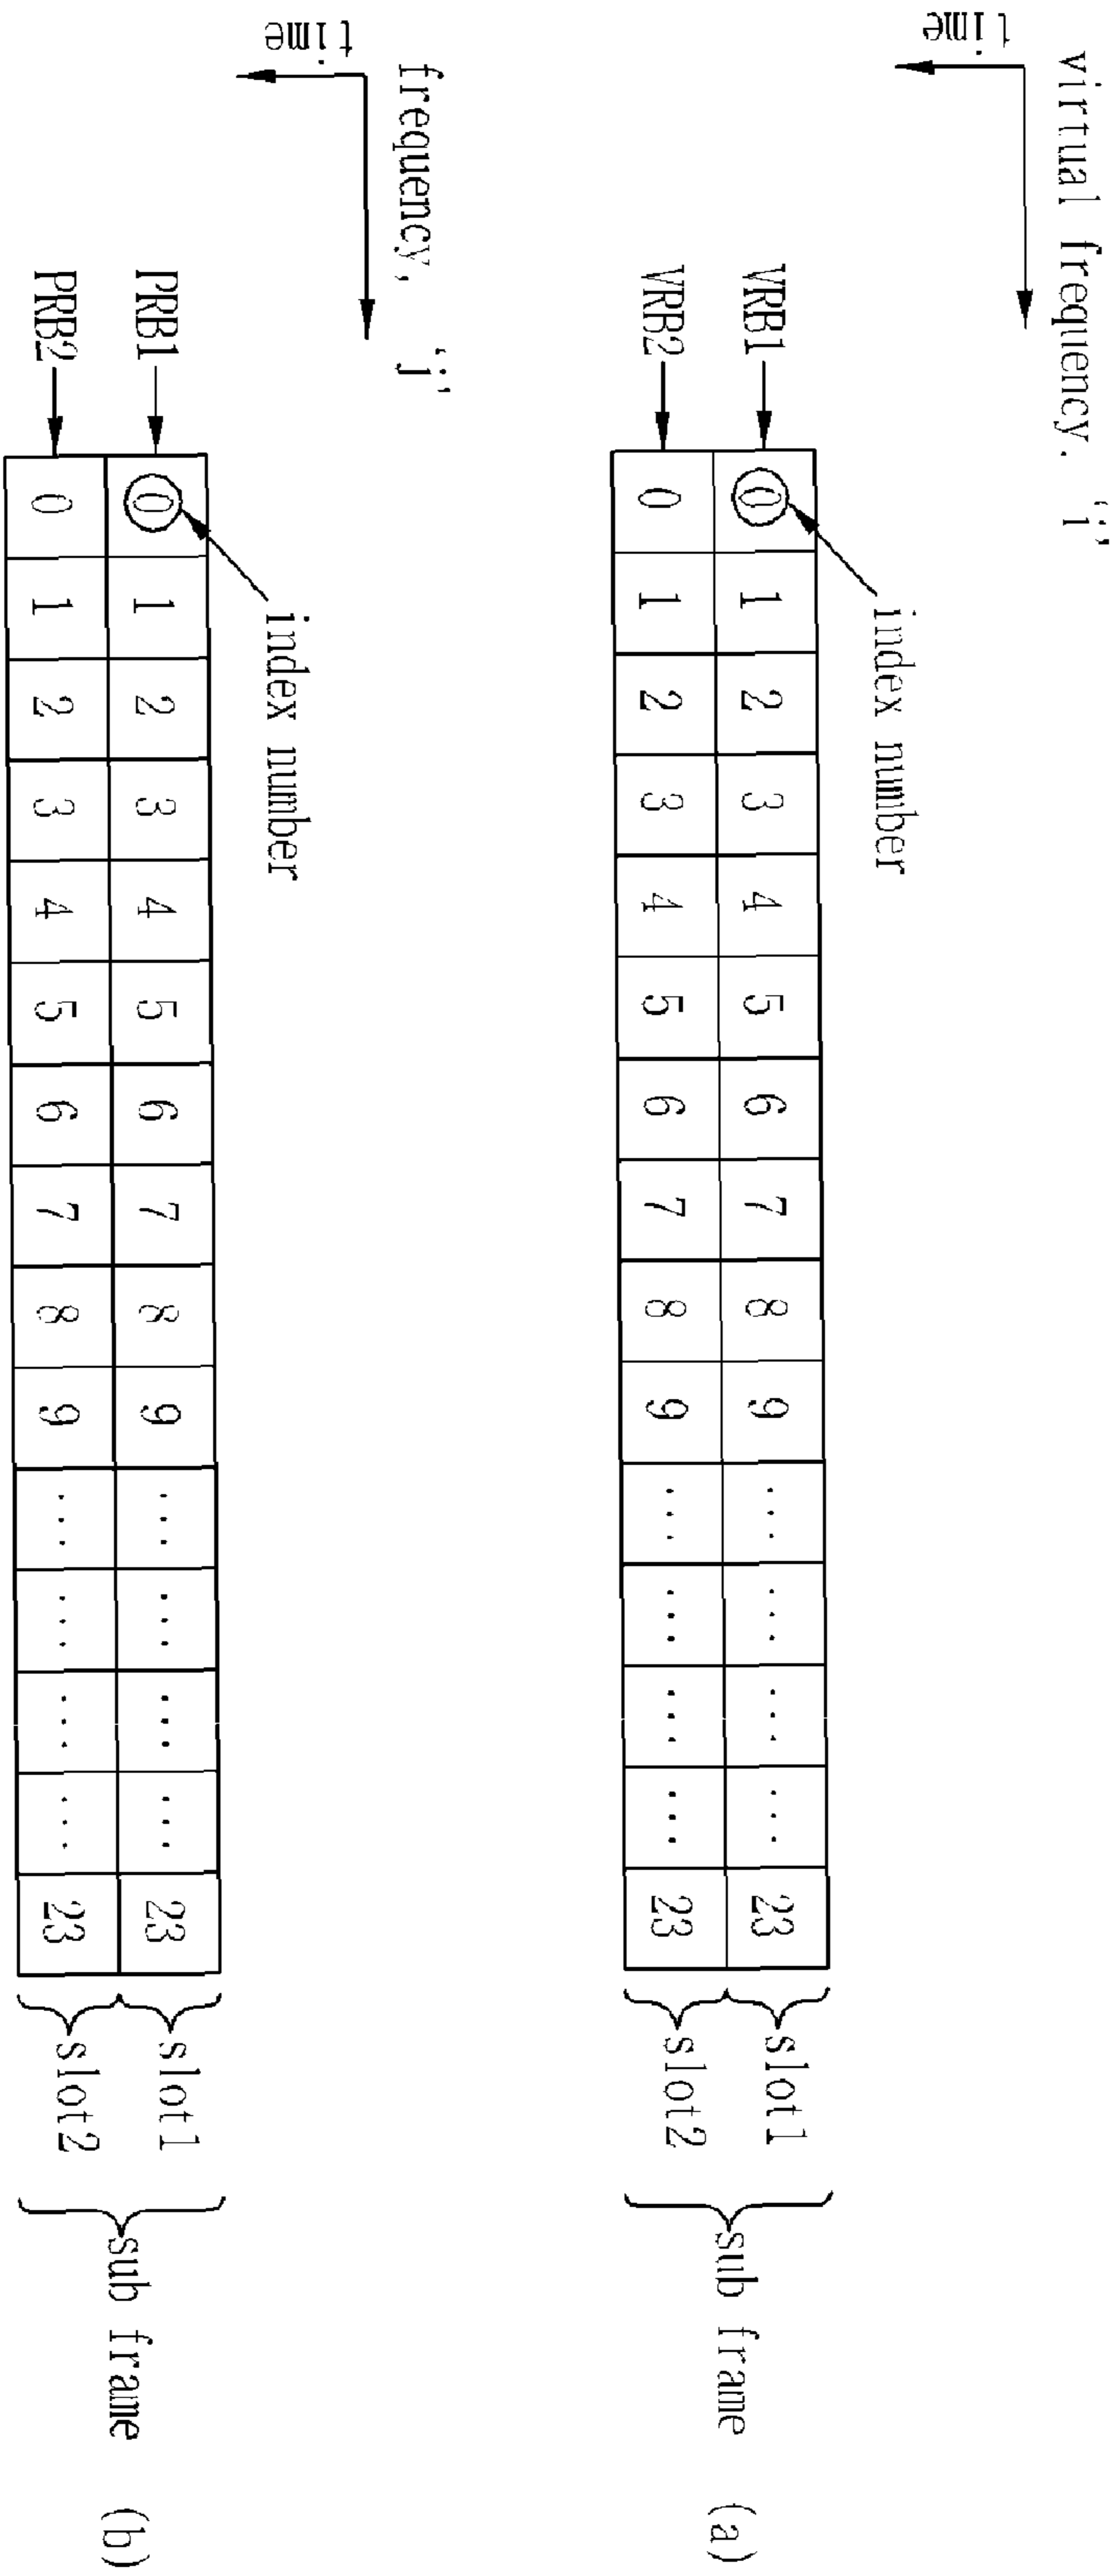 virtual frequency. 'i'
time
index number
VRB1 0 1 2 3 4 5 6 7 8 9 ... ... ... ... 23 slot1
VRB2 0 1 2 3 4 5 6 7 8 9 ... ... ... ... 23 slot2
sub frame (a)
frequency, 'j'
time
index number
PRB1 0 1 2 3 4 5 6 7 8 9 ... ... ... ... 23 slot1
PRB2 0 1 2 3 4 5 6 7 8 9 ... ... ... ... 23 slot2
sub frame (b)